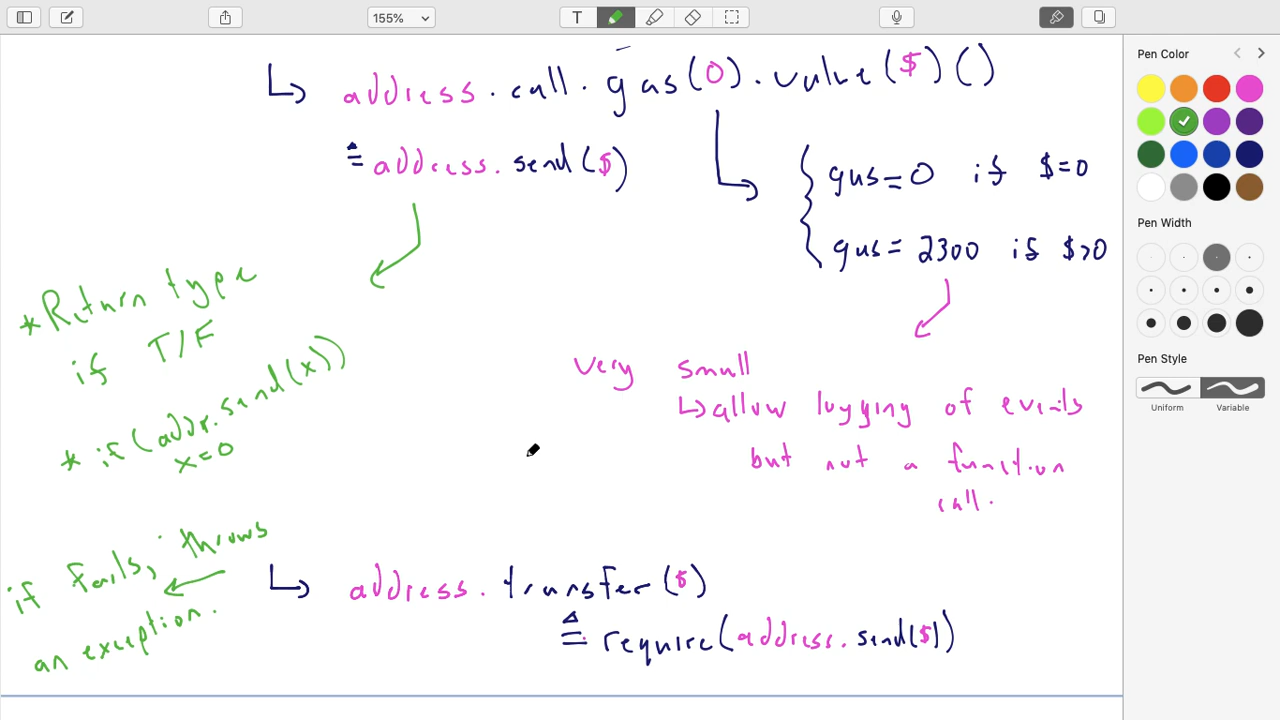 155%
T
↳ address.call.gas(0).value($)()
≜ address.send($)
gas=0 if $=0
gas=2300 if $>0
* Return type
if T/F
* if (addr.send(x))
x=0
very small
↳ allow logging of events
but not a function
call.
if fails, throws
an exception.
↳ address.transfer($)
≜ require(address.send($))
Pen Color
Pen Width
Pen Style
Uniform
Variable